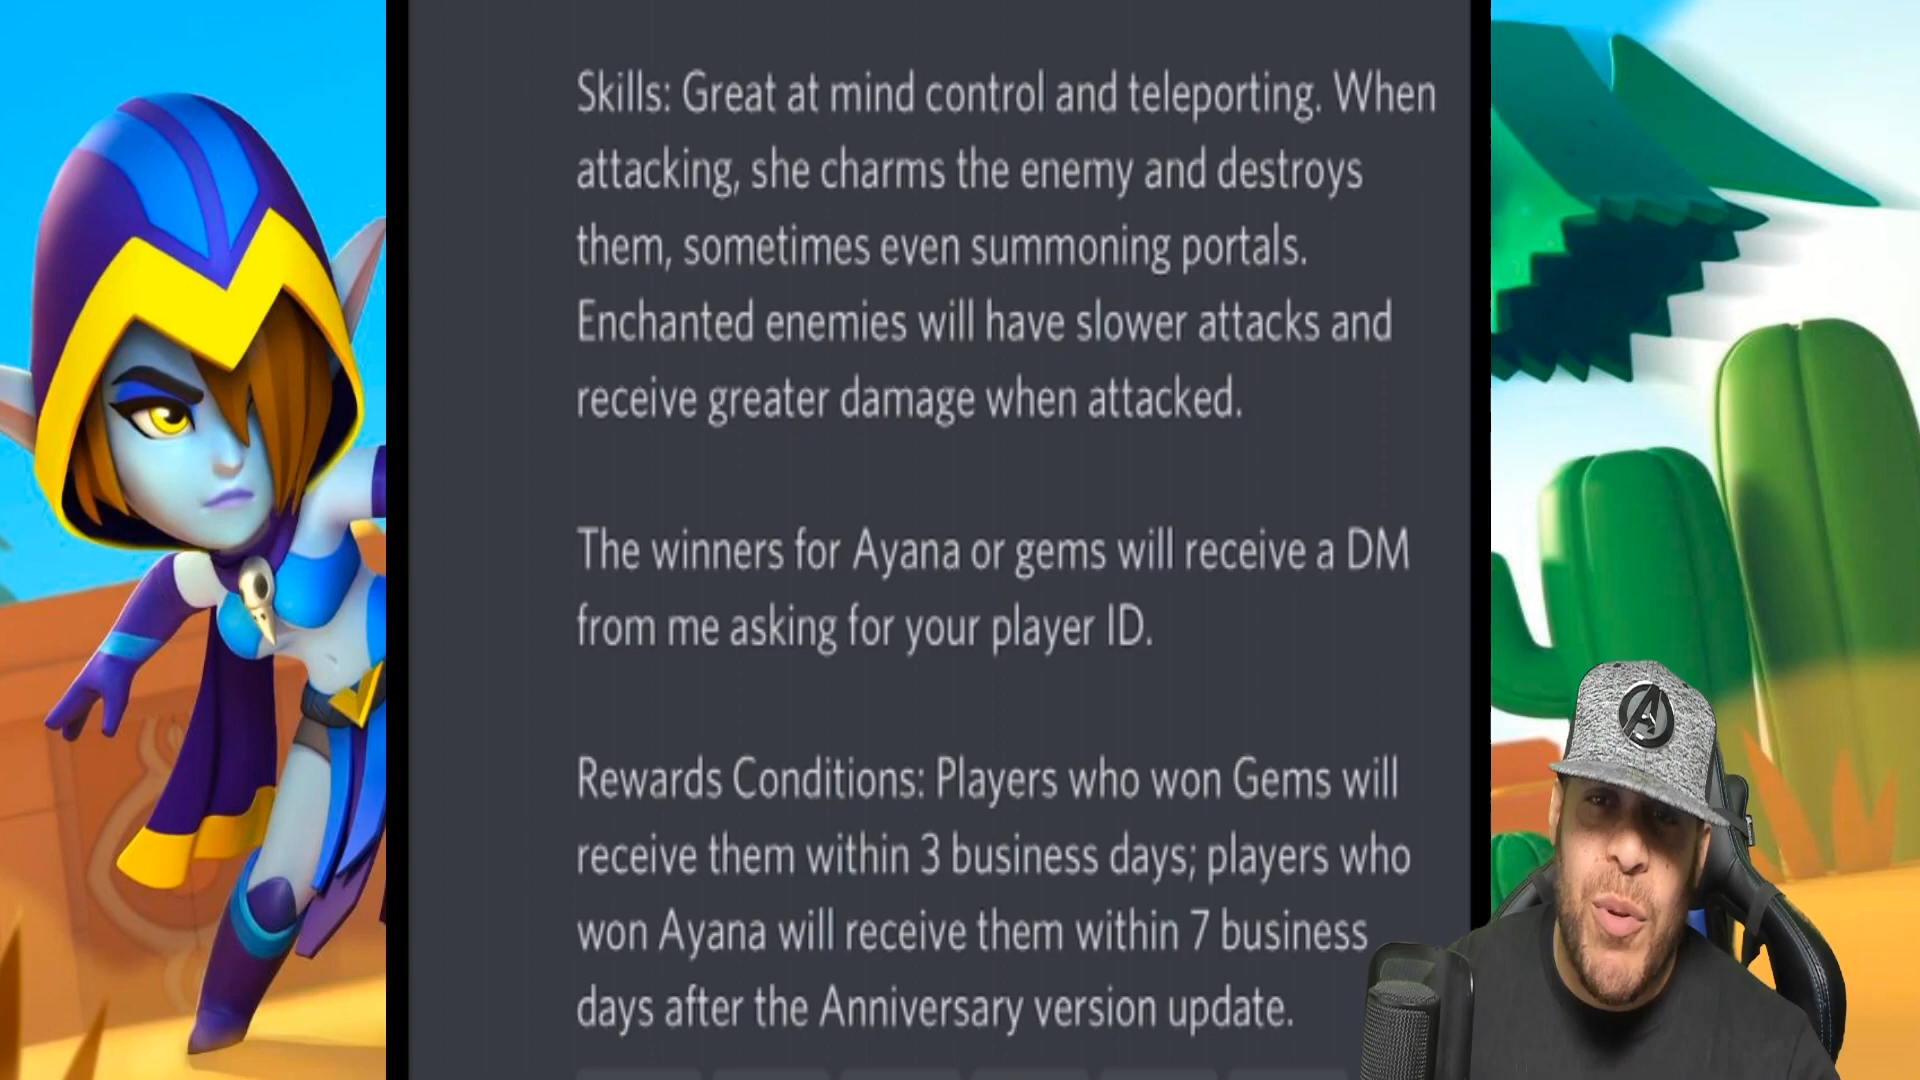 Skills: Great at mind control and teleporting. When
attacking, she charms the enemy and destroys
them, sometimes even summoning portals.
Enchanted enemies will have slower attacks and
receive greater damage when attacked.
The winners for Ayana or gems will receive a DM
from me asking for your player ID.
Rewards Conditions: Players who won Gems will
receive them within 3 business days; players who
won Ayana will receive them within 7 business
days after the Anniversary version update.